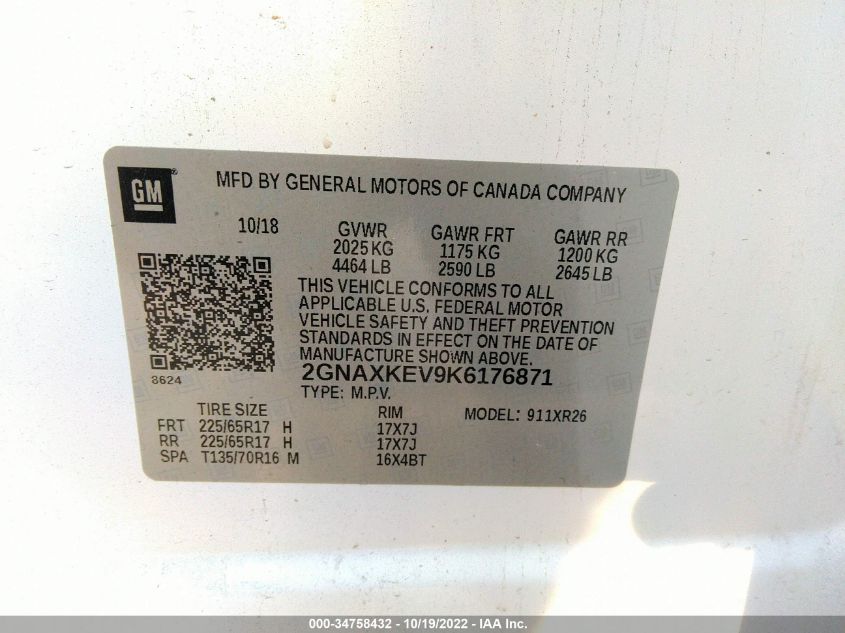 GM
MFD BY GENERAL MOTORS OF CANADA COMPANY
10/18 GVWR GAWR FRT GAWR RR
2025 KG 1175 KG 1200 KG
4464 LB 2590 LB 2645 LB
THIS VEHICLE CONFORMS TO ALL
APPLICABLE U.S. FEDERAL MOTOR
VEHICLE SAFETY AND THEFT PREVENTION
STANDARDS IN EFFECT ON THE DATE OF
MANUFACTURE SHOWN ABOVE.
8624
2GNAXKEV9K6176871
TYPE: M.P.V.
TIRE SIZE RIM MODEL: 911XR26
FRT 225/65R17 H 17X7J
RR 225/65R17 H 17X7J
SPA T135/70R16 M 16X4BT
000-34758432 - 10/19/2022 - IAA Inc.